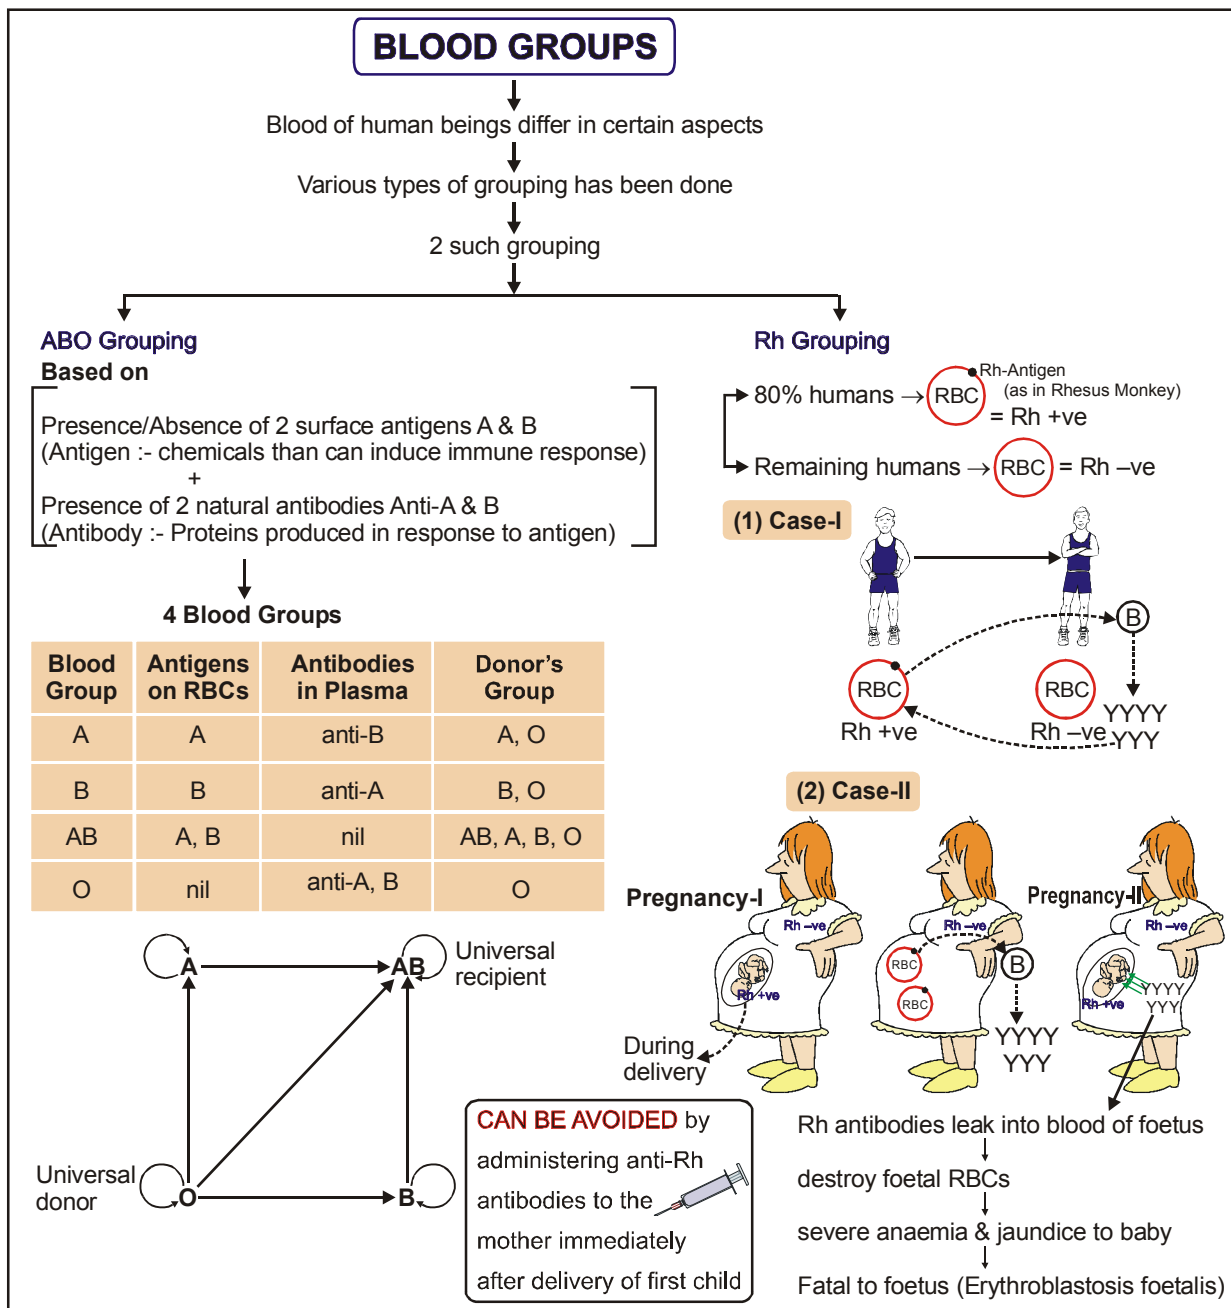 BLOOD GROUPS
Blood of human beings differ in certain aspects
Various types of grouping has been done
2 such grouping
ABO Grouping
Based on
Presence/Absence of 2 surface antigens A & B
(Antigen :- chemicals than can induce immune response)
+
Presence of 2 natural antibodies Anti-A & B
(Antibody :- Proteins produced in response to antigen)
4 Blood Groups
Blood Group | Antigens on RBCs | Antibodies in Plasma | Donor's Group
A | A | anti-B | A, O
B | B | anti-A | B, O
AB | A, B | nil | AB, A, B, O
O | nil | anti-A, B | O
A
AB
Universal
recipient
Universal
donor
O
B
Rh Grouping
80% humans → RBC
Rh-Antigen
(as in Rhesus Monkey)
= Rh +ve
Remaining humans → RBC = Rh –ve
(1) Case-I
B
RBC
RBC
YYYY
YYY
Rh +ve
Rh –ve
(2) Case-II
Pregnancy-I
Rh –ve
Rh +ve
During
delivery
Rh –ve
RBC
RBC
B
YYYY
YYY
Pregnancy-II
Rh –ve
Rh +ve
YYYY
YYY
Rh antibodies leak into blood of foetus
destroy foetal RBCs
severe anaemia & jaundice to baby
Fatal to foetus (Erythroblastosis foetalis)
CAN BE AVOIDED by
administering anti-Rh
antibodies to the
mother immediately
after delivery of first child